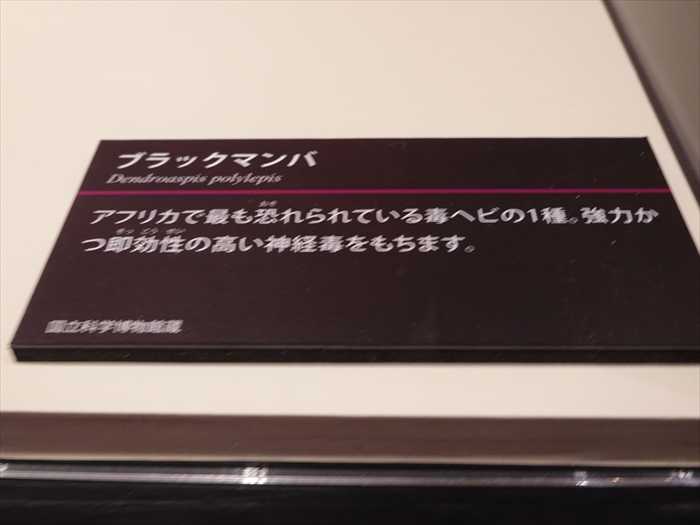 ブラックマンバ
Dendroaspis polylepis
アフリカで最も恐れられている毒ヘビの1種。強力か
つ即効性の高い神経毒をもちます。
国立科学博物館蔵